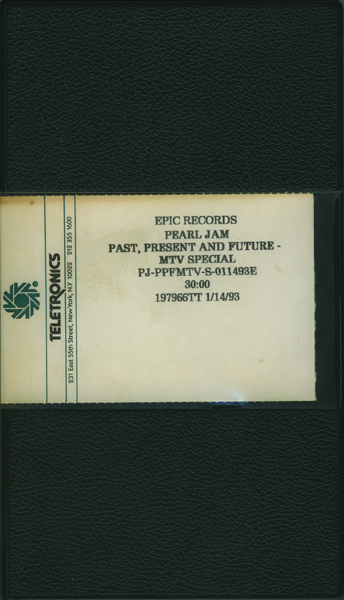 EPIC RECORDS
PEARL JAM
PAST, PRESENT AND FUTURE -
MTV SPECIAL
PJ-PPFMTV-S-011493E
30:00
197966TT 1/14/93
®
TELETRONICS
231 East 55th Street, New York, N.Y. 10022 212 355 1600